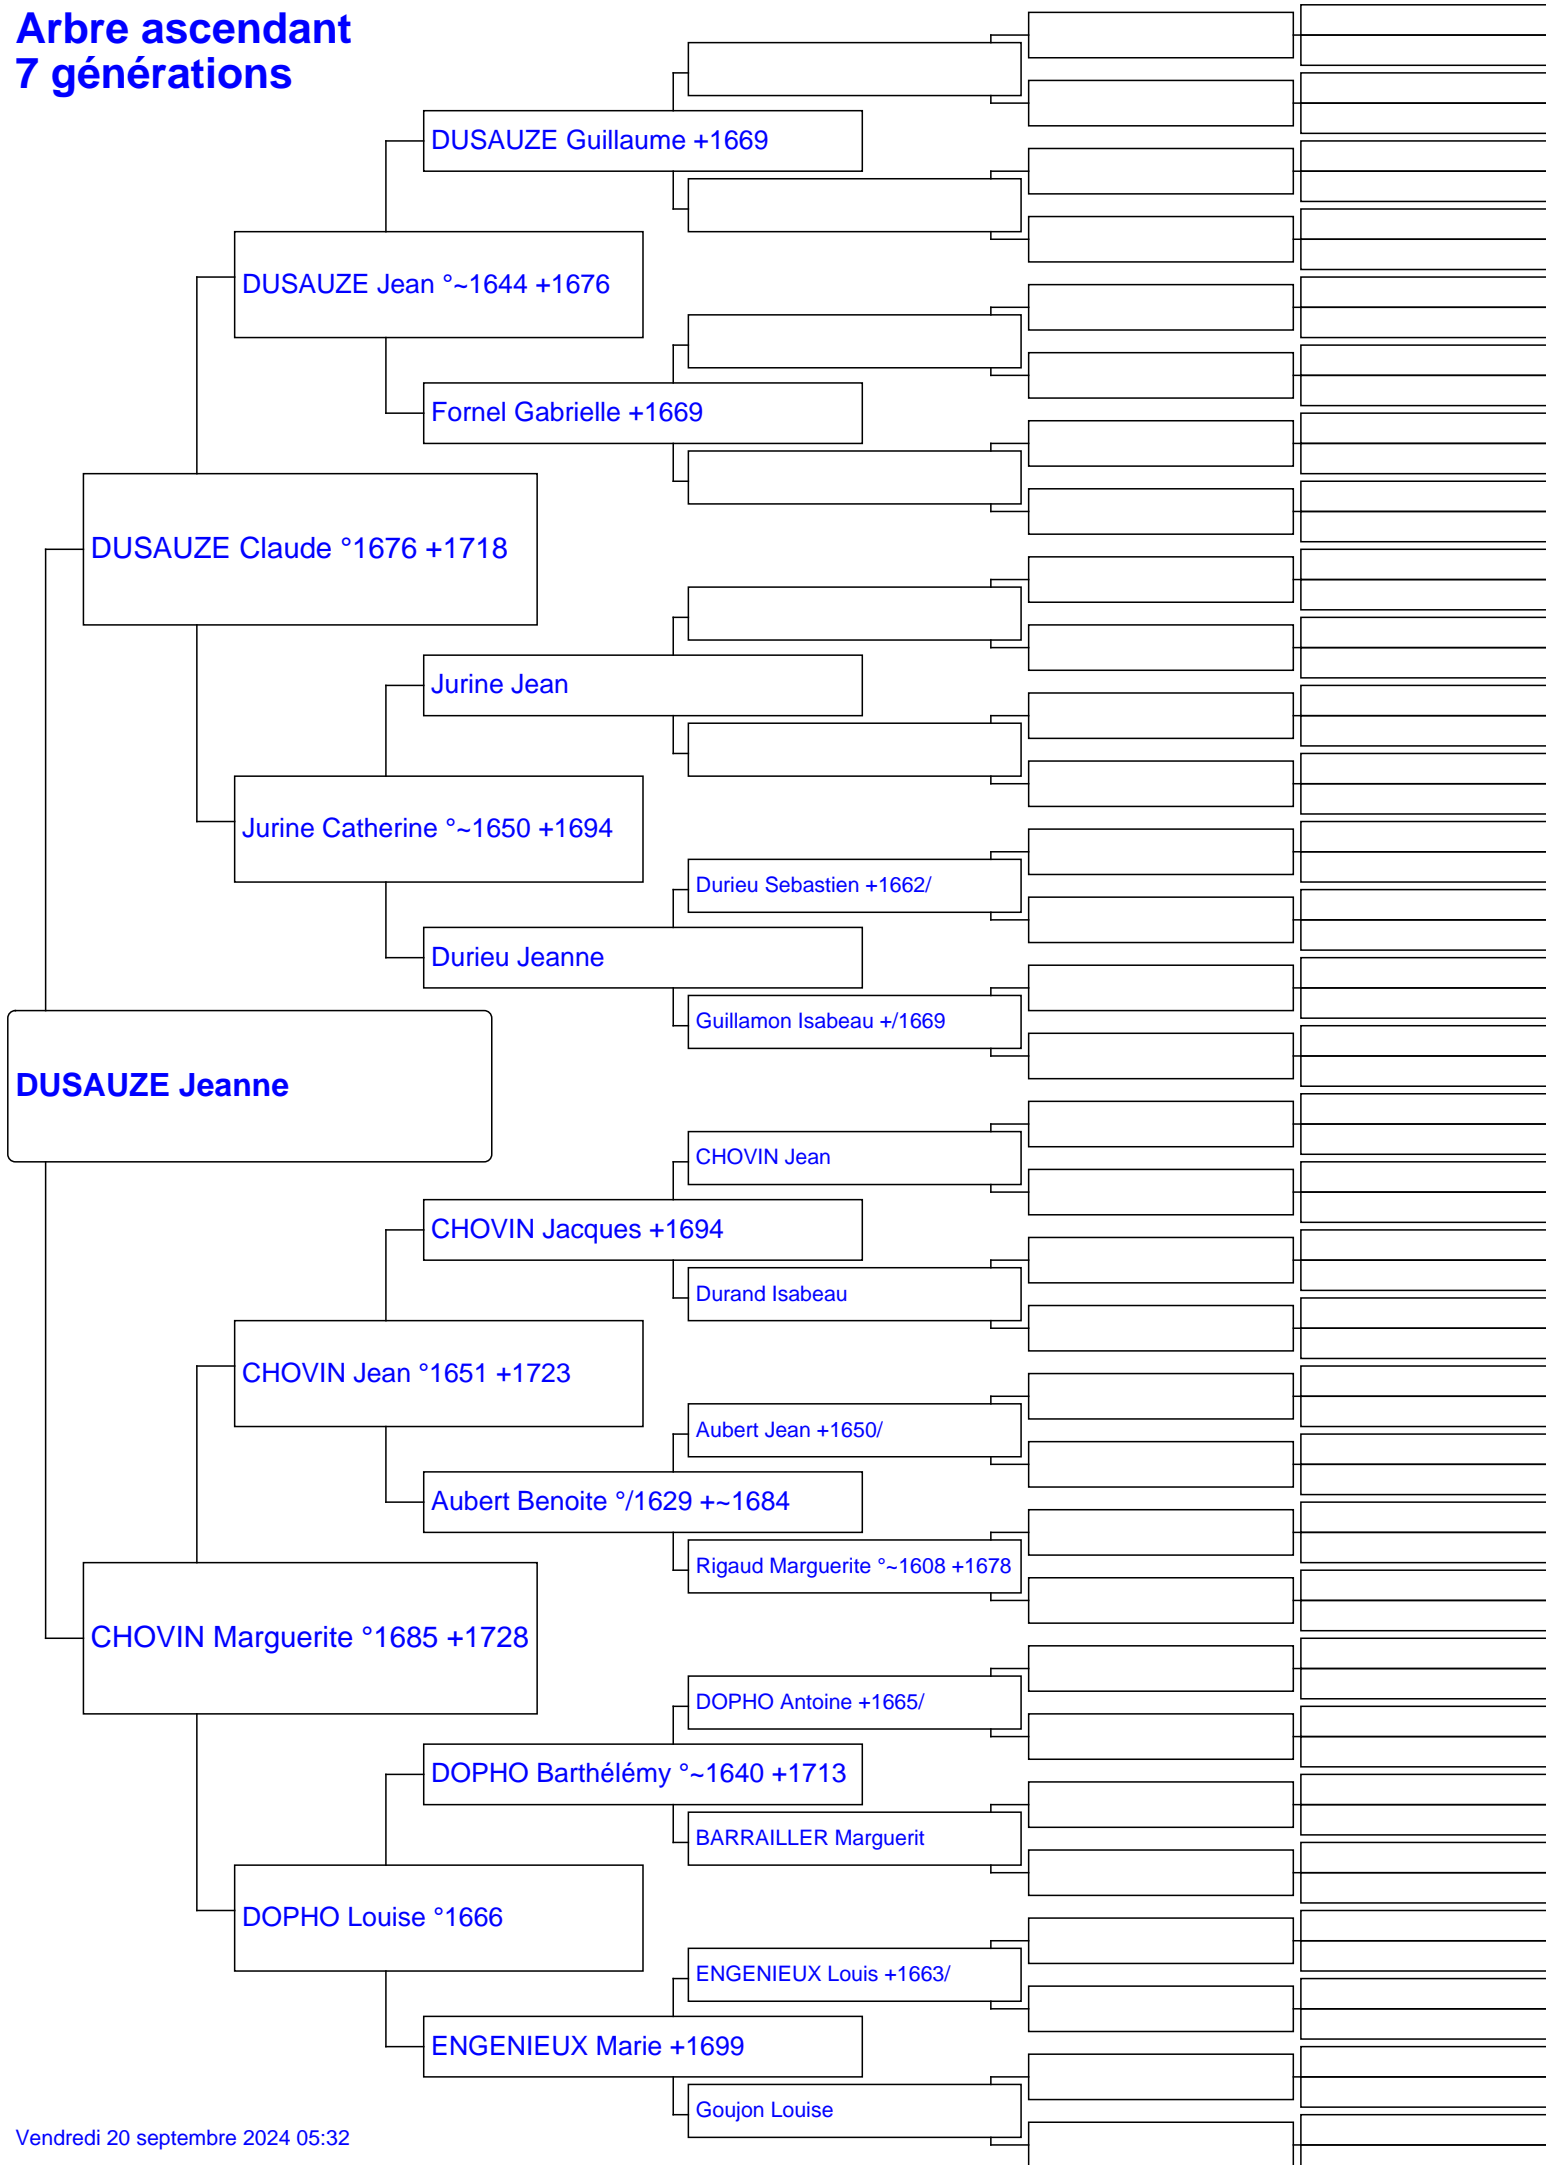 Arbre ascendant
7 générations
DUSAUZE Guillaume +1669
DUSAUZE Jean °~1644 +1676
Fornel Gabrielle +1669
DUSAUZE Claude °1676 +1718
Jurine Jean
Jurine Catherine °~1650 +1694
Durieu Sebastien +1662/
Durieu Jeanne
Guillamon Isabeau +/1669
DUSAUZE Jeanne
CHOVIN Jean
CHOVIN Jacques +1694
Durand Isabeau
CHOVIN Jean °1651 +1723
Aubert Jean +1650/
Aubert Benoite °/1629 +~1684
Rigaud Marguerite °~1608 +1678
CHOVIN Marguerite °1685 +1728
DOPHO Antoine +1665/
DOPHO Barthélémy °~1640 +1713
BARRAILLER Marguerit
DOPHO Louise °1666
ENGENIEUX Louis +1663/
ENGENIEUX Marie +1699
Goujon Louise
Vendredi 20 septembre 2024 05:32